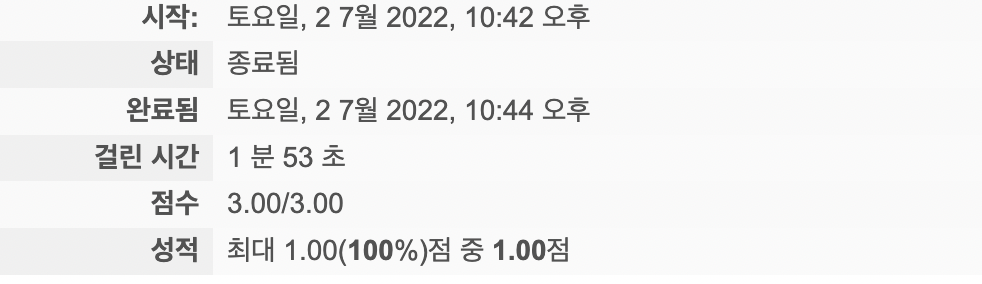 시작: 토요일, 2 7월 2022, 10:42 오후
상태 종료됨
완료됨 토요일, 2 7월 2022, 10:44 오후
걸린 시간 1 분 53 초
점수 3.00/3.00
성적 최대 1.00(100%)점 중 1.00점